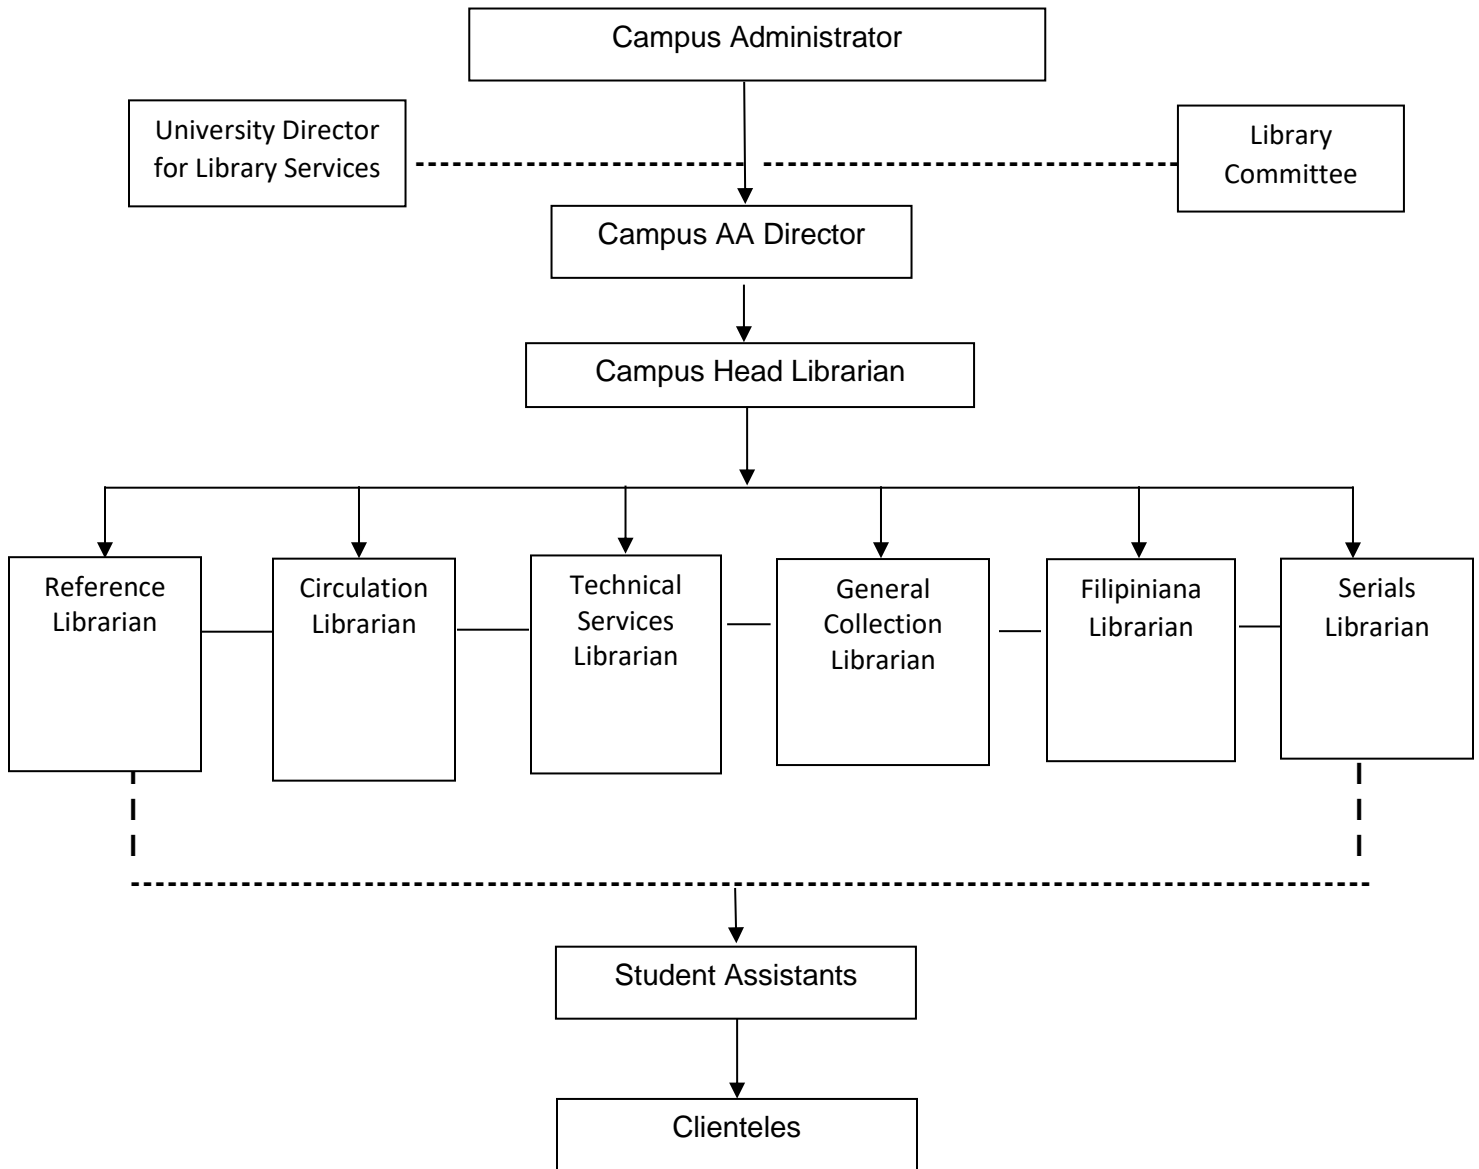 Campus Administrator
University Director
for Library Services
Library
Committee
Campus AA Director
Campus Head Librarian
Reference
Librarian
Circulation
Librarian
Technical
Services
Librarian
General
Collection
Librarian
Filipiniana
Librarian
Serials
Librarian
Student Assistants
Clienteles